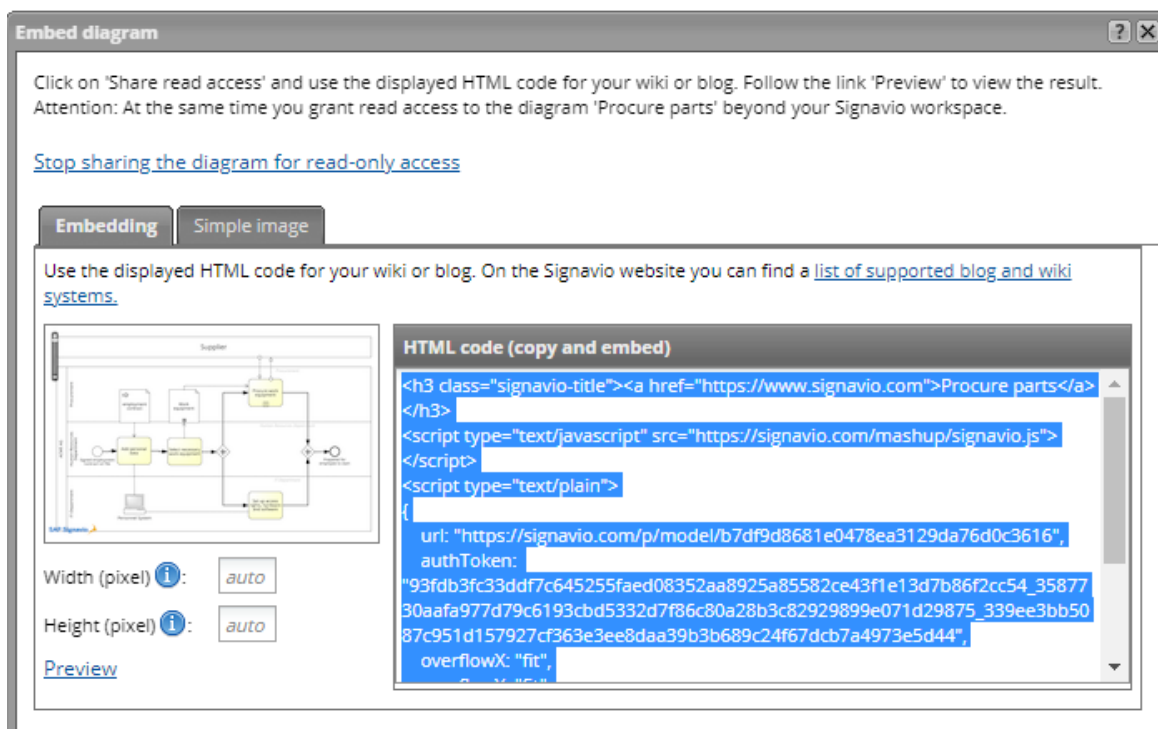 Embed diagram
Click on 'Share read access' and use the displayed HTML code for your wiki or blog. Follow the link 'Preview' to view the result.
Attention: At the same time you grant read access to the diagram 'Procure parts' beyond your Signavio workspace.
Stop sharing the diagram for read-only access
Embedding
Simple image
Use the displayed HTML code for your wiki or blog. On the Signavio website you can find a list of supported blog and wiki
systems.
Supplier
SAP Signavio
Width (pixel) i:
auto
Height (pixel) i:
auto
Preview
HTML code (copy and embed)
<h3 class="signavio-title"><a href="https://www.signavio.com">Procure parts</a>
</h3>
<script type="text/javascript" src="https://signavio.com/mashup/signavio.js">
</script>
<script type="text/plain">
{
url: "https://signavio.com/p/model/b7df9d8681e0478ea3129da76d0c3616",
authToken:
"93fdb3fc33ddf7c645255faed08352aa8925a85582ce43f1e13d7b86f2cc54_35877
30aafa977d79c6193cbd5332d7f86c80a28b3c82929899e071d29875_339ee3bb50
87c951d157927cf363e3ee8daa39b3b689c24f67dcb7a4973e5d44",
overflowX: "fit",